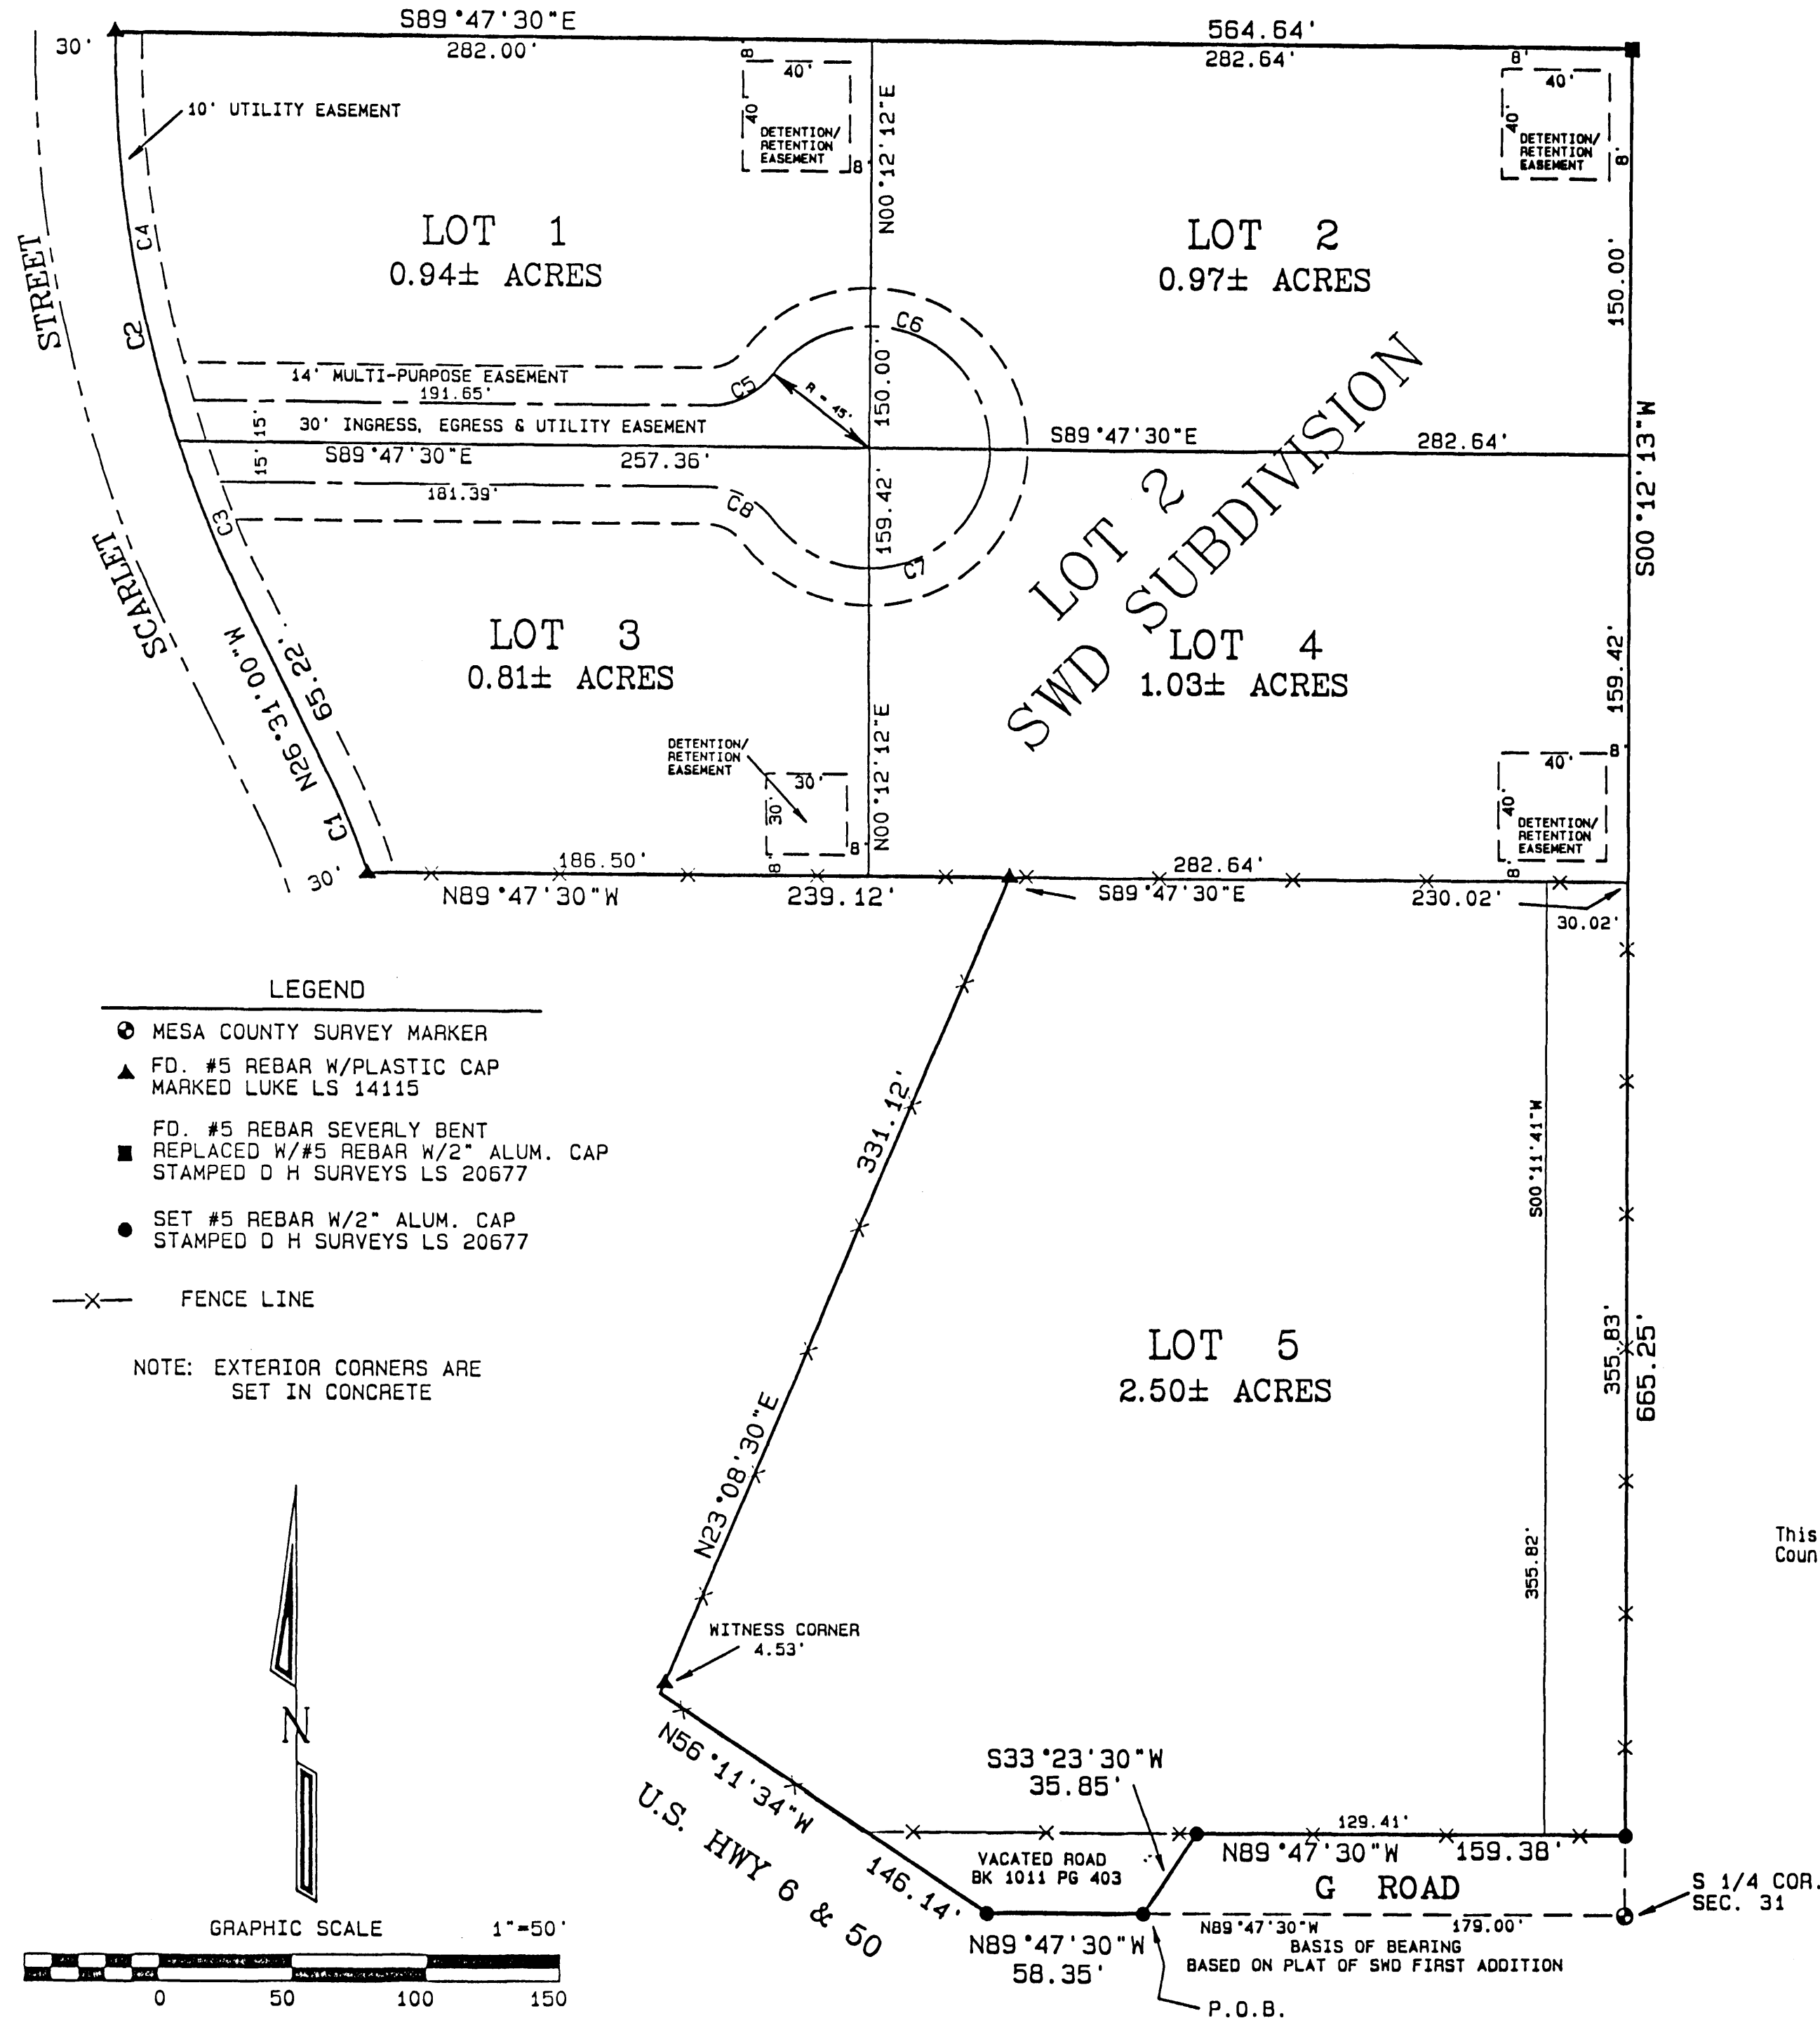 S89°47'30"E
564.64'
30'
282.00'
282.64'
8'
40'
40'
DETENTION/
RETENTION
EASEMENT
8'
8'
40'
40'
DETENTION/
RETENTION
EASEMENT
8'
10' UTILITY EASEMENT
N00°12'12"E
LOT 1
0.94± ACRES
LOT 2
0.97± ACRES
150.00'
C4
C2
STREET
C6
14' MULTI-PURPOSE EASEMENT
191.65'
C5
R = 45'
150.00'
15'
30' INGRESS, EGRESS & UTILITY EASEMENT
S89°47'30"E
257.36'
15'
S89°47'30"E
282.64'
S00°12'13"W
181.39'
C8
159.42'
C3
C7
LOT 2
SWD SUBDIVISION
SCARLET
LOT 3
0.81± ACRES
LOT 4
1.03± ACRES
159.42'
N26°31'00"W
65.22'
C1
DETENTION/
RETENTION
EASEMENT
30'
30'
8'
8'
N00°12'12"E
8'
40'
40'
DETENTION/
RETENTION
EASEMENT
8'
30'
186.50'
282.64'
N89°47'30"W
239.12'
S89°47'30"E
230.02'
30.02'
LEGEND
MESA COUNTY SURVEY MARKER
FD. #5 REBAR W/PLASTIC CAP
MARKED LUKE LS 14115
FD. #5 REBAR SEVERLY BENT
REPLACED W/#5 REBAR W/2" ALUM. CAP
STAMPED D H SURVEYS LS 20677
SET #5 REBAR W/2" ALUM. CAP
STAMPED D H SURVEYS LS 20677
FENCE LINE
NOTE: EXTERIOR CORNERS ARE
SET IN CONCRETE
331.12'
N23°08'30"E
S00°11'41"W
355.82'
355.83'
665.25'
LOT 5
2.50± ACRES
This
Coun
WITNESS CORNER
4.53'
N56°11'34"W
146.14'
U.S. HWY 6 & 50
S33°23'30"W
35.85'
129.41'
N89°47'30"W
159.38'
VACATED ROAD
BK 1011 PG 403
G ROAD
S 1/4 COR.
SEC. 31
N89°47'30"W
58.35'
N89°47'30"W
179.00'
BASIS OF BEARING
BASED ON PLAT OF SWD FIRST ADDITION
P.O.B.
N
GRAPHIC SCALE
1"=50'
0
50
100
150